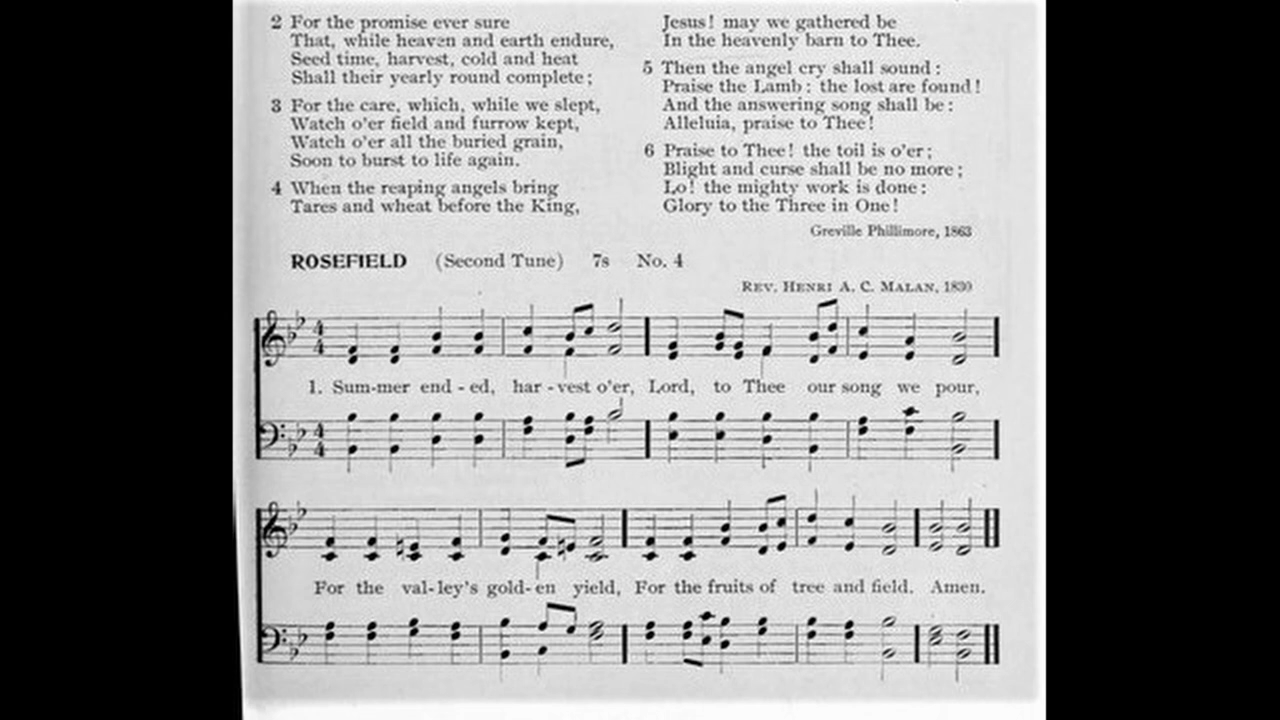 2 For the promise ever sure
That, while heaven and earth endure,
Seed time, harvest, cold and heat
Shall their yearly round complete;
3 For the care, which, while we slept,
Watch o'er field and furrow kept,
Watch o'er all the buried grain,
Soon to burst to life again.
4 When the reaping angels bring
Tares and wheat before the King,
Jesus! may we gathered be
In the heavenly barn to Thee.
5 Then the angel cry shall sound:
Praise the Lamb: the lost are found!
And the answering song shall be:
Alleluia, praise to Thee!
6 Praise to Thee! the toil is o'er;
Blight and curse shall be no more;
Lo! the mighty work is done:
Glory to the Three in One!
Greville Phillimore, 1863
ROSEFIELD (Second Tune) 7s No. 4
REV. HENRI A. C. MALAN, 1830
4
4
1. Sum-mer end-ed, har-vest o'er, Lord, to Thee our song we pour,
4
4
For the val-ley's gold-en yield, For the fruits of tree and field. Amen.